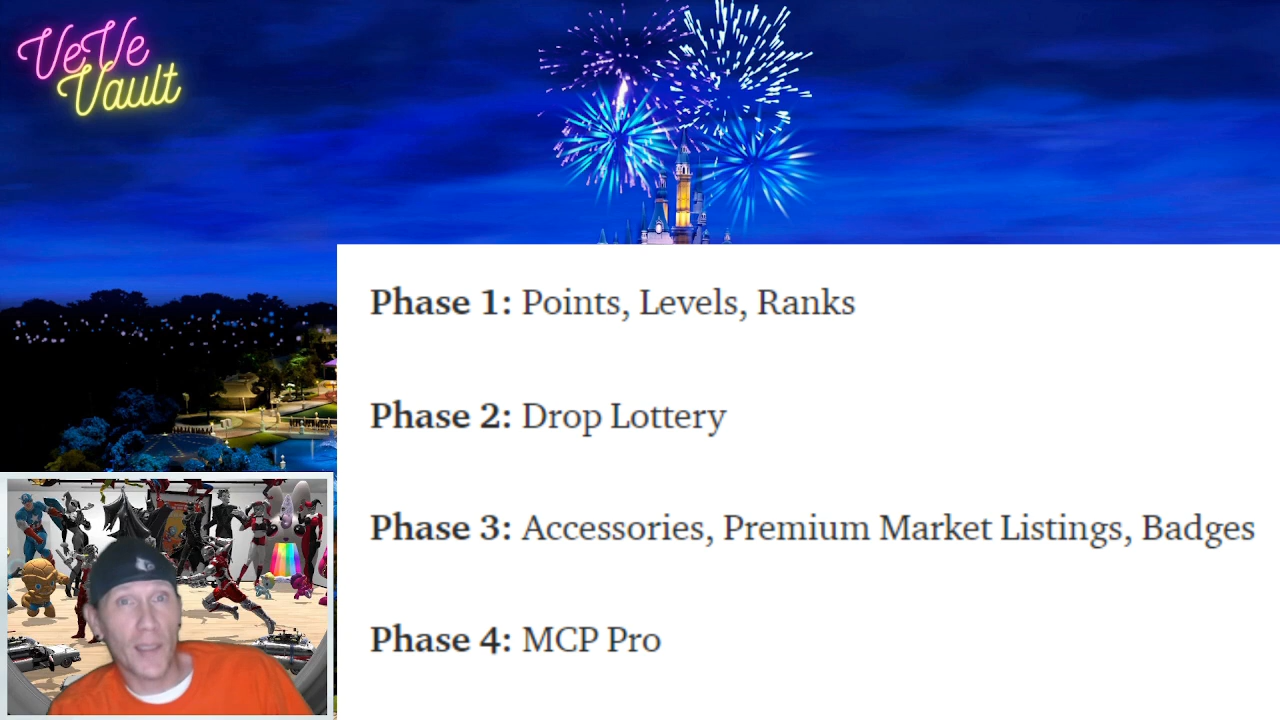 VeVe
Vault
Phase 1: Points, Levels, Ranks
Phase 2: Drop Lottery
Phase 3: Accessories, Premium Market Listings, Badges
Phase 4: MCP Pro